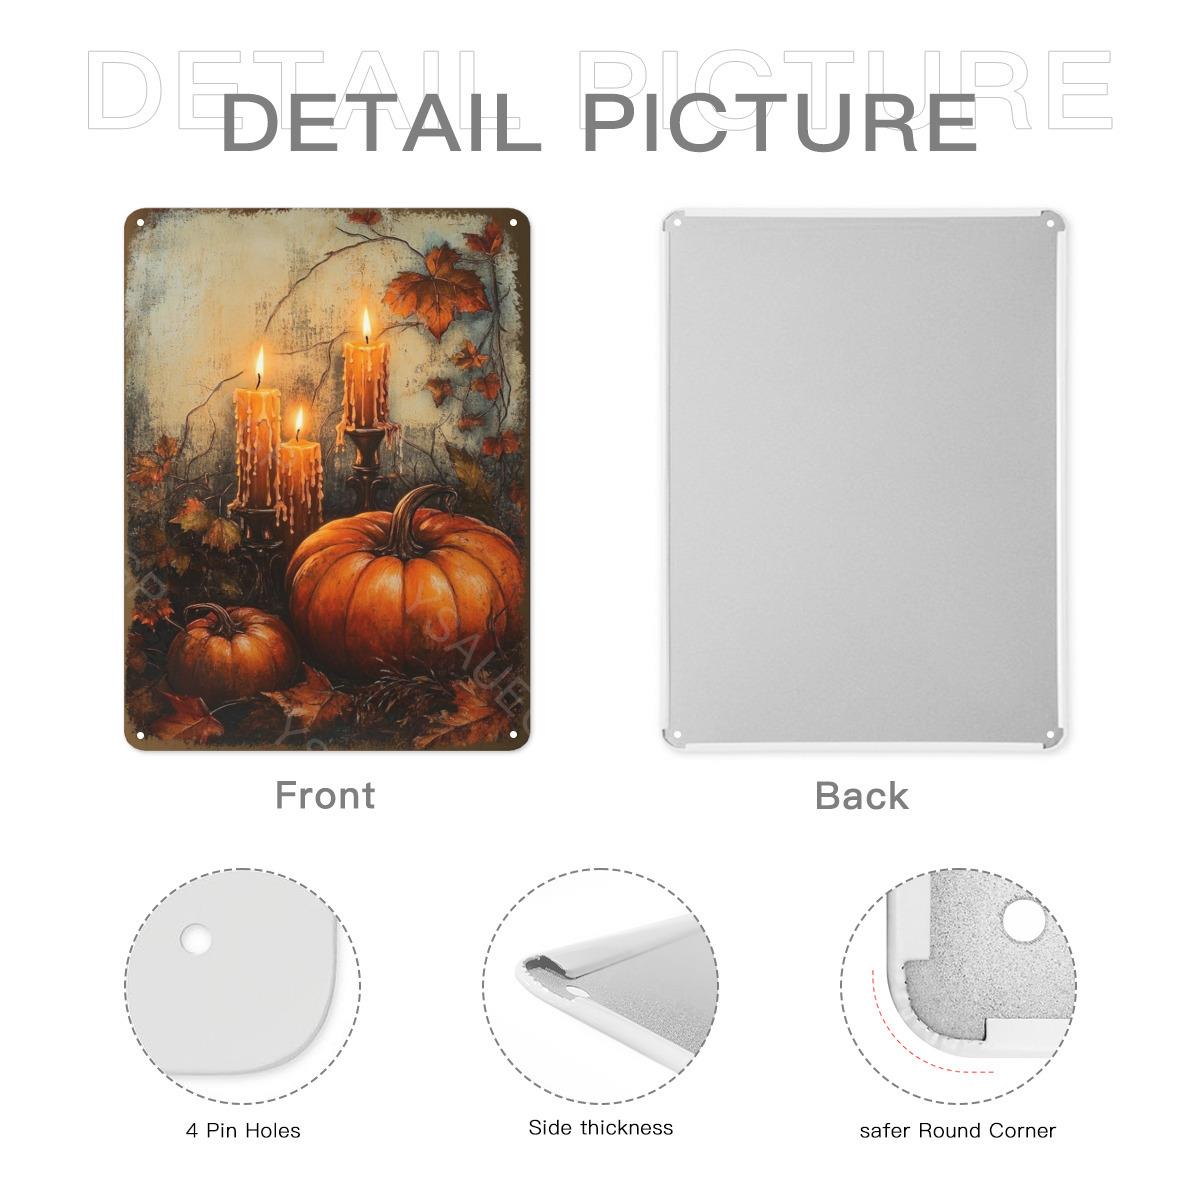 DETAIL PICTURE
DETAIL PICTURE
Front
Back
4 Pin Holes
Side thickness
safer Round Corner